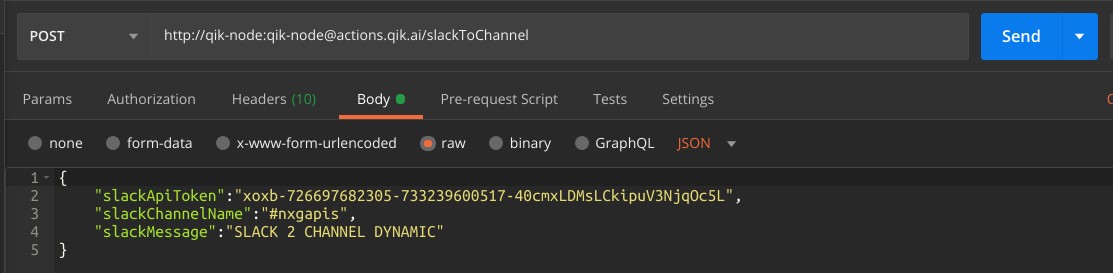 POST http://qik-node:qik-node@actions.qik.ai/slackToChannel Send
Params Authorization Headers (10) Body Pre-request Script Tests Settings
none form-data x-www-form-urlencoded raw binary GraphQL JSON
1 {
2 "slackApiToken":"xoxb-726697682305-733239600517-40cmxLDMsLCkipuV3NjqOc5L",
3 "slackChannelName":"#nxgapis",
4 "slackMessage":"SLACK 2 CHANNEL DYNAMIC"
5 }